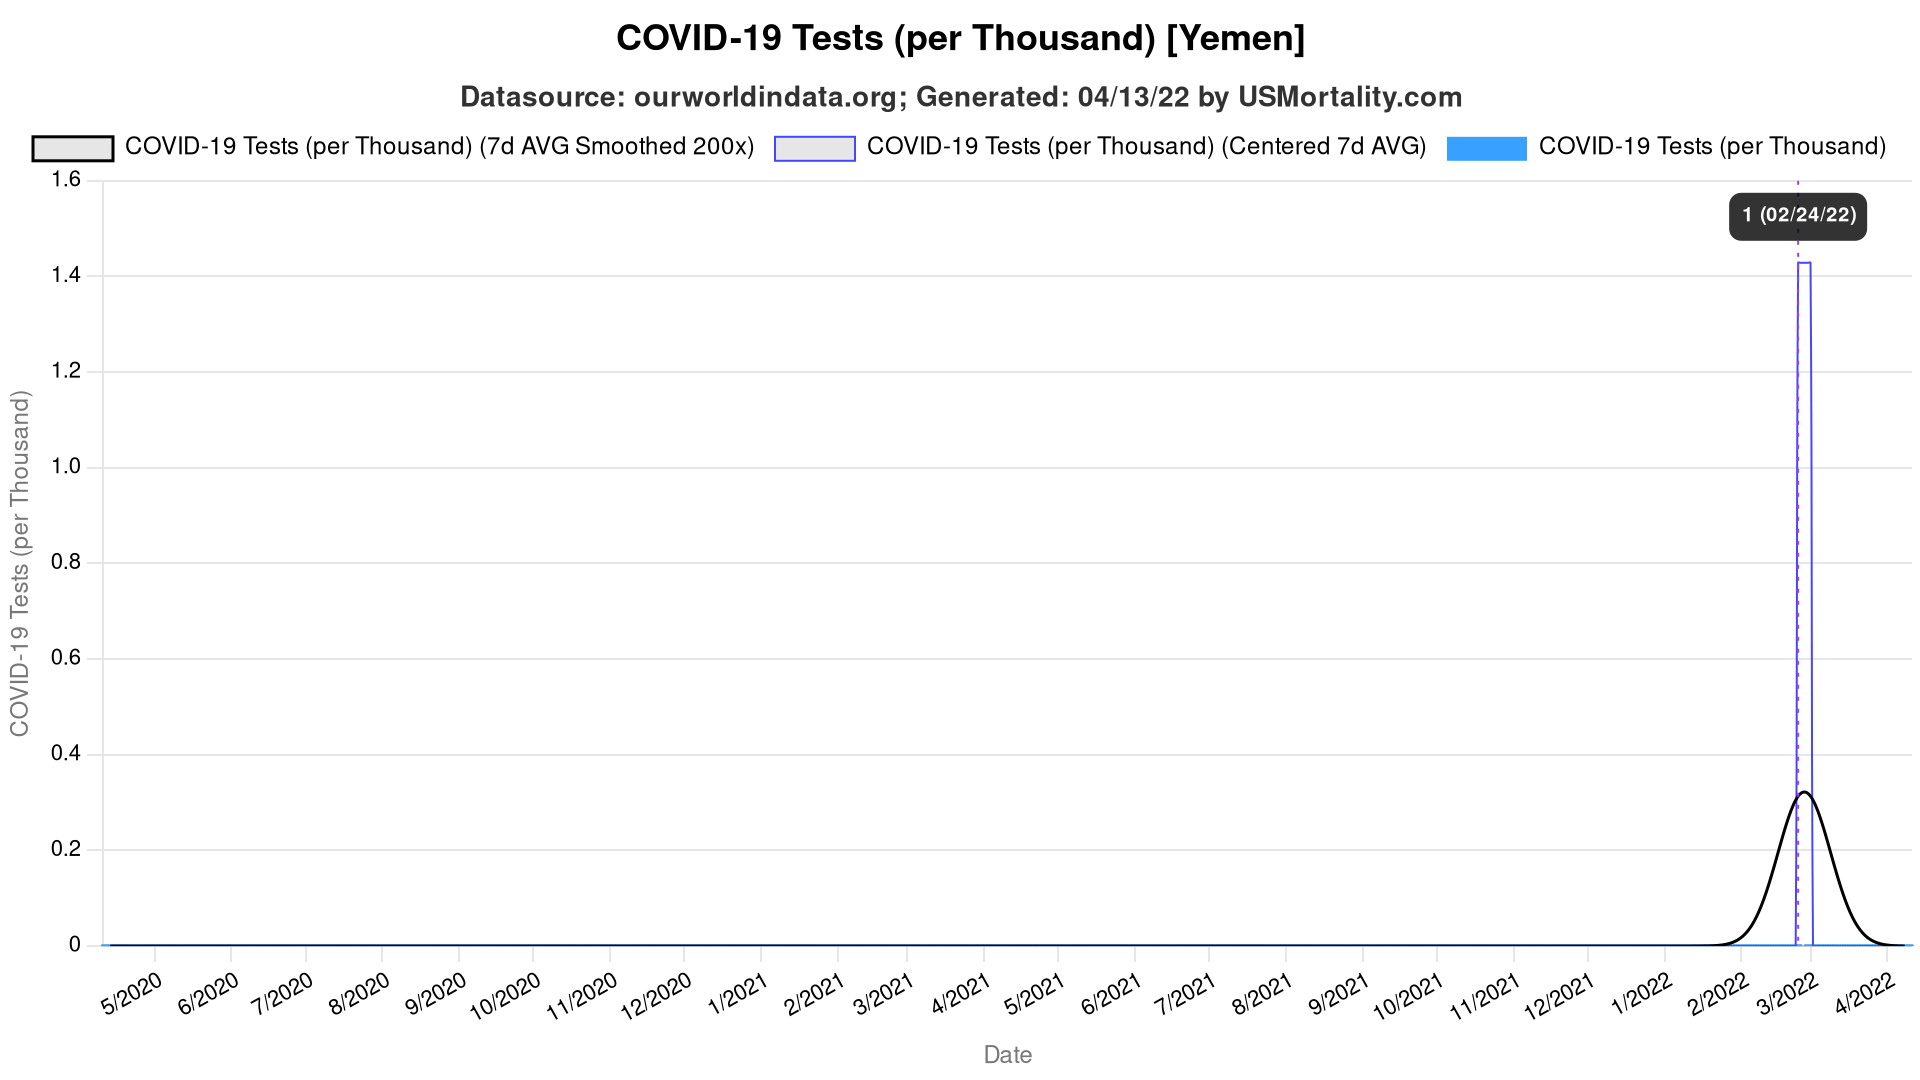 COVID-19 Tests (per Thousand) [Yemen]
Datasource: ourworldindata.org; Generated: 04/13/22 by USMortality.com
COVID-19 Tests (per Thousand) (7d AVG Smoothed 200x) COVID-19 Tests (per Thousand) (Centered 7d AVG) COVID-19 Tests (per Thousand)
1.6
1 (02/24/22)
1.4
1.2
1.0
0.8
0.6
0.4
0.2
0
COVID-19 Tests (per Thousand)
5/2020 6/2020 7/2020 8/2020 9/2020 10/2020 11/2020 12/2020 1/2021 2/2021 3/2021 4/2021 5/2021 6/2021 7/2021 8/2021 9/2021 10/2021 11/2021 12/2021 1/2022 2/2022 3/2022 4/2022
Date